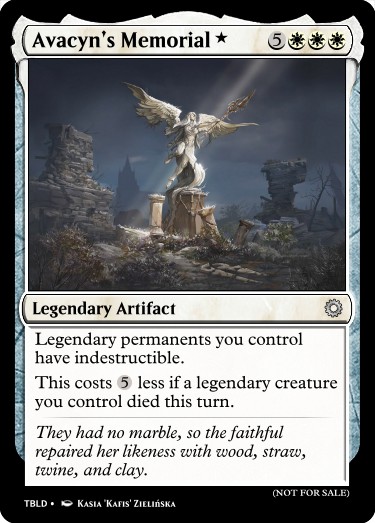 Avacyn's Memorial ★ 5
Legendary Artifact
Legendary permanents you control
have indestructible.
This costs 5 less if a legendary creature
you control died this turn.
They had no marble, so the faithful
repaired her likeness with wood, straw,
twine, and clay.
(NOT FOR SALE)
TBLD • Kasia 'Kafis' Zielińska